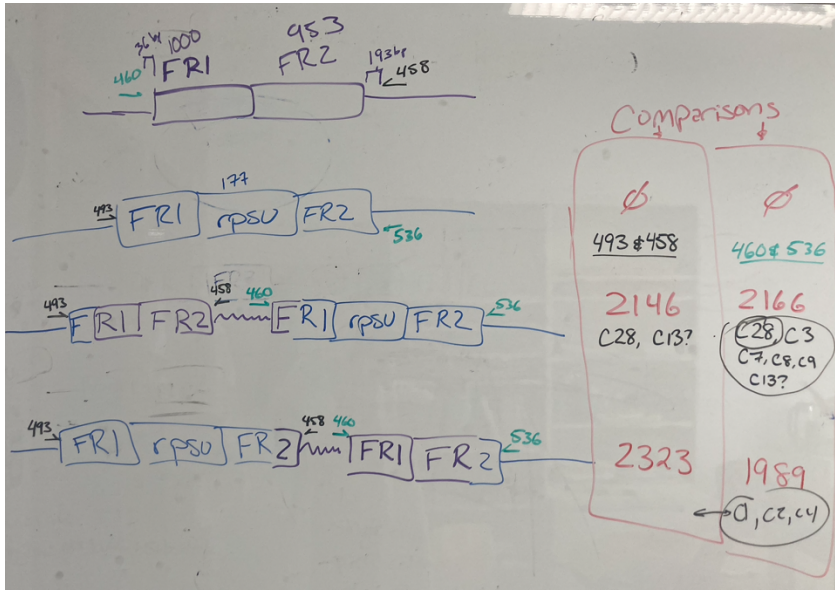 36bp 1000 953
FR1 FR2 193bp
460 458
Comparisons
177
493 FR1 rpsu FR2
536
Ø Ø
493 & 458 460 & 536
493 458 460 536
FR1 FR2 FR1 rpsu FR2
2146 2166
C28, C13? C28, C3
C7, C8, C9
C13?
493 458 460 536
FR1 rpsu FR2 FR1 FR2
2323 1989
C1, C2, C4